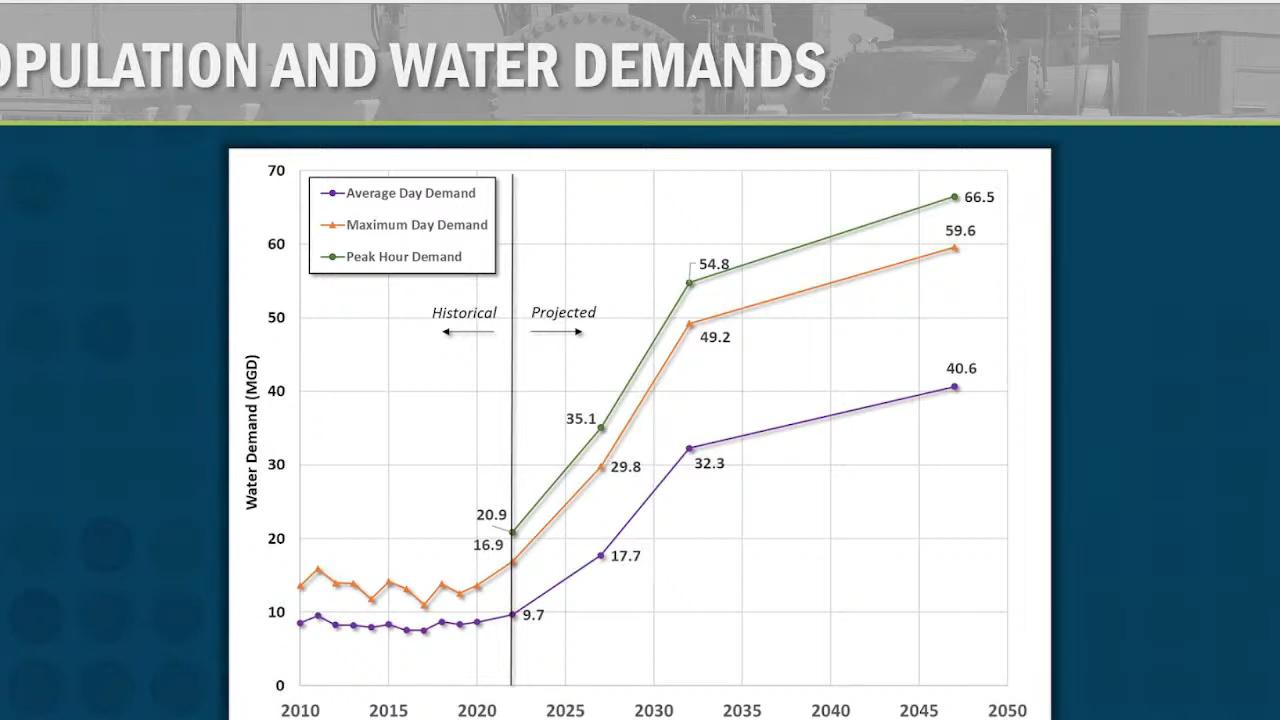 OPULATION AND WATER DEMANDS
70
Average Day Demand
Maximum Day Demand
Peak Hour Demand
60
50
40
30
20
10
0
Water Demand (MGD)
Historical
Projected
66.5
59.6
54.8
49.2
40.6
35.1
29.8
32.3
20.9
16.9
17.7
9.7
2010 2015 2020 2025 2030 2035 2040 2045 2050